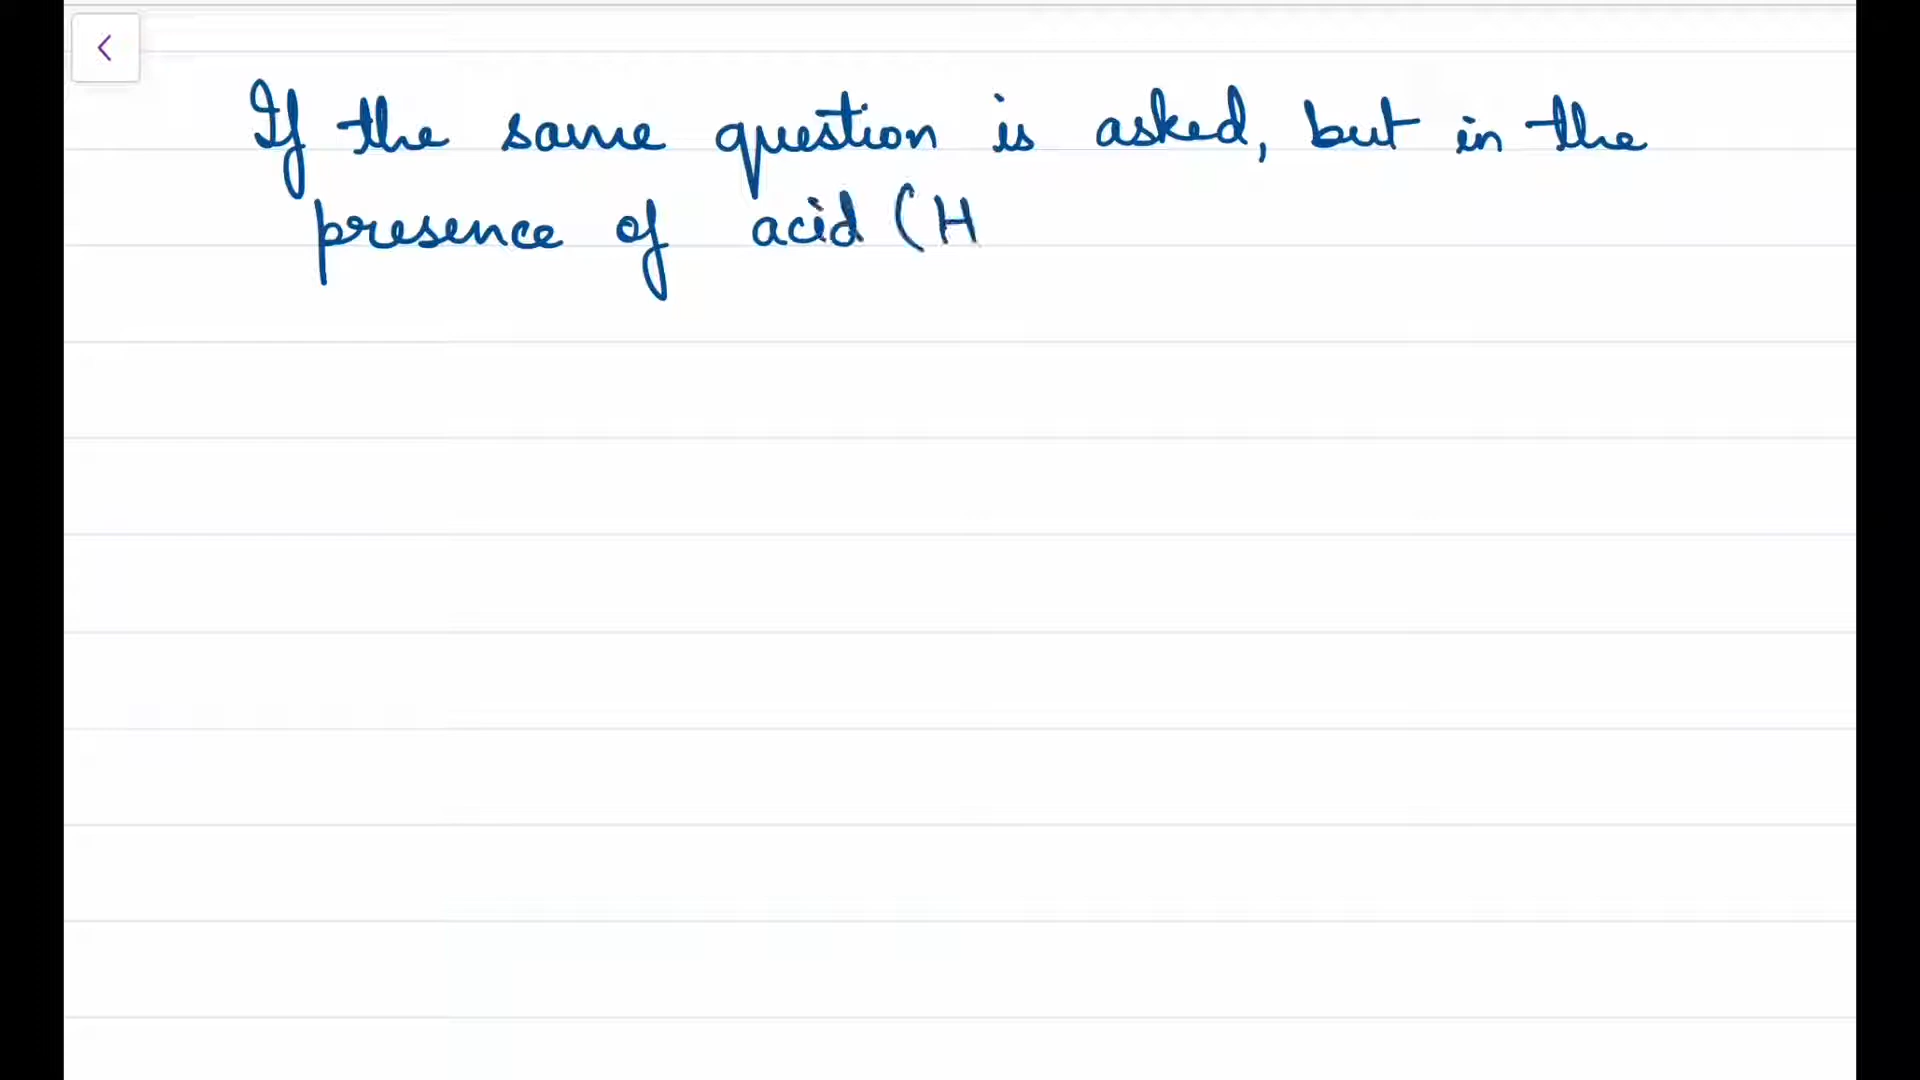 If the same question is asked, but in the
presence of acid (H